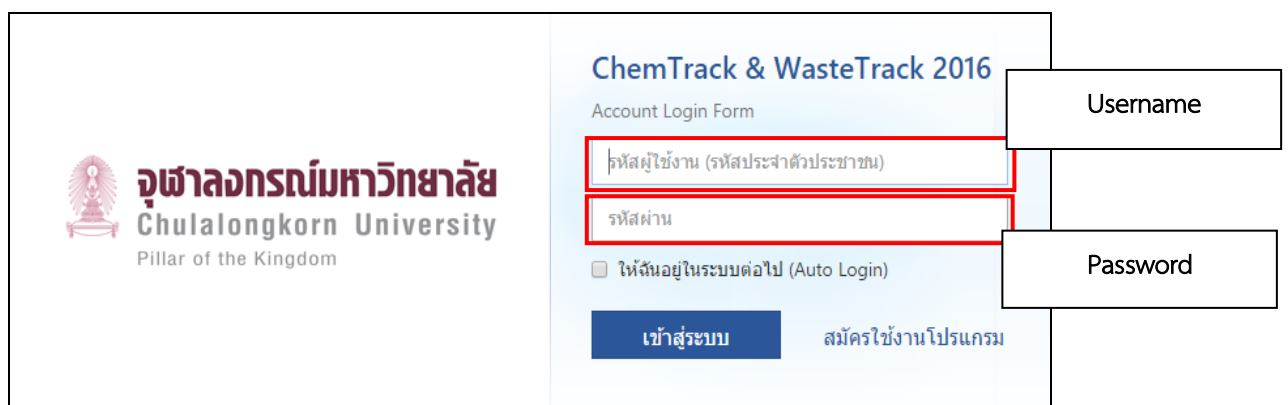 จุฬาลงกรณ์มหาวิทยาลัย
Chulalongkorn University
Pillar of the Kingdom
ChemTrack & WasteTrack 2016
Account Login Form
รหัสผู้ใช้งาน (รหัสประจำตัวประชาชน)
รหัสผ่าน
ให้ฉันอยู่ในระบบต่อไป (Auto Login)
เข้าสู่ระบบ
สมัครใช้งานโปรแกรม
Username
Password